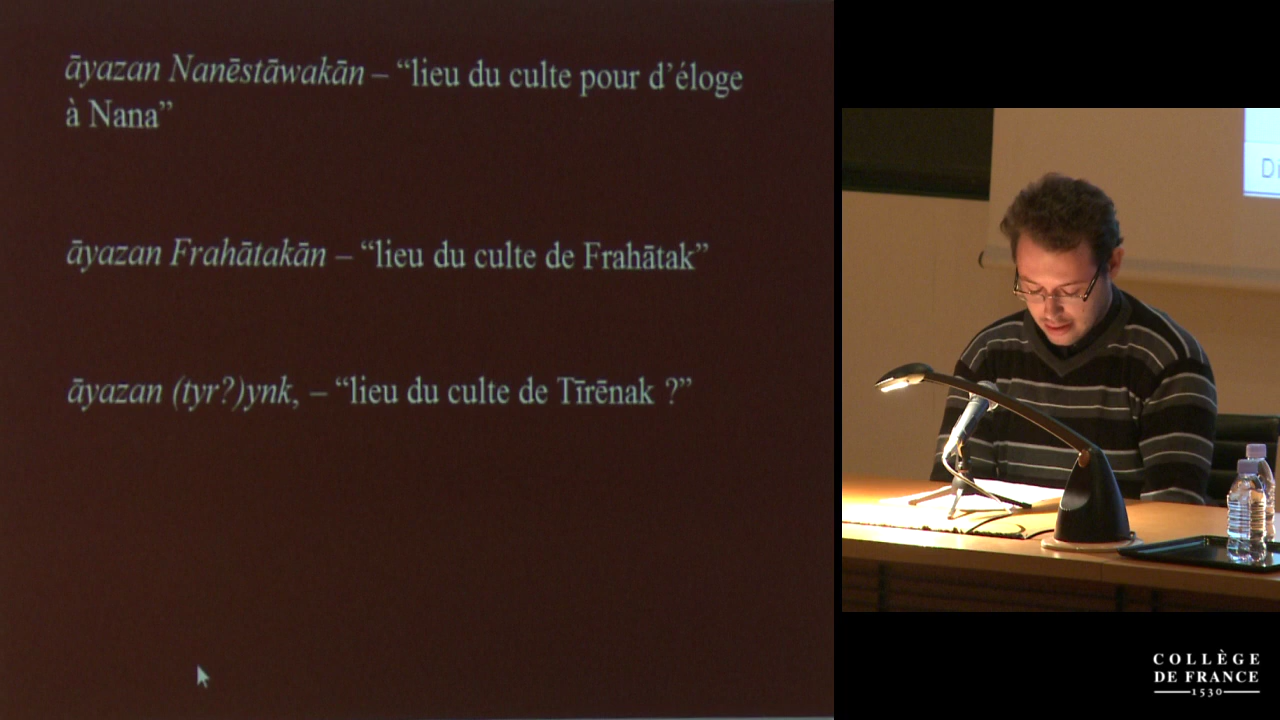 āyazan Nanēstāwakān – “lieu du culte pour d’éloge
à Nana”
āyazan Frahātakān – “lieu du culte de Frahātak”
āyazan (tyr?)ynk, – “lieu du culte de Tīrēnak ?”
COLLÈGE
DE FRANCE
1530